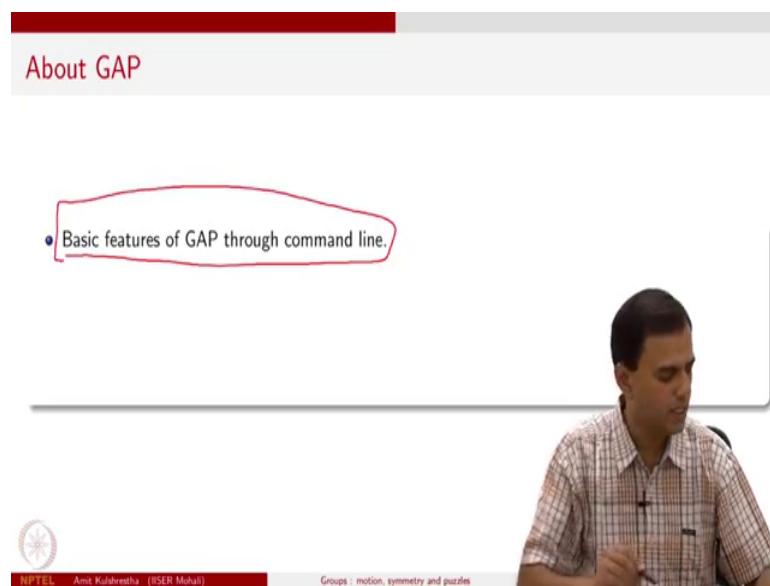 About GAP
Basic features of GAP through command line.
NPTEL Amit Kulshrestha (IISER Mohali) Groups : motion, symmetry and puzzles